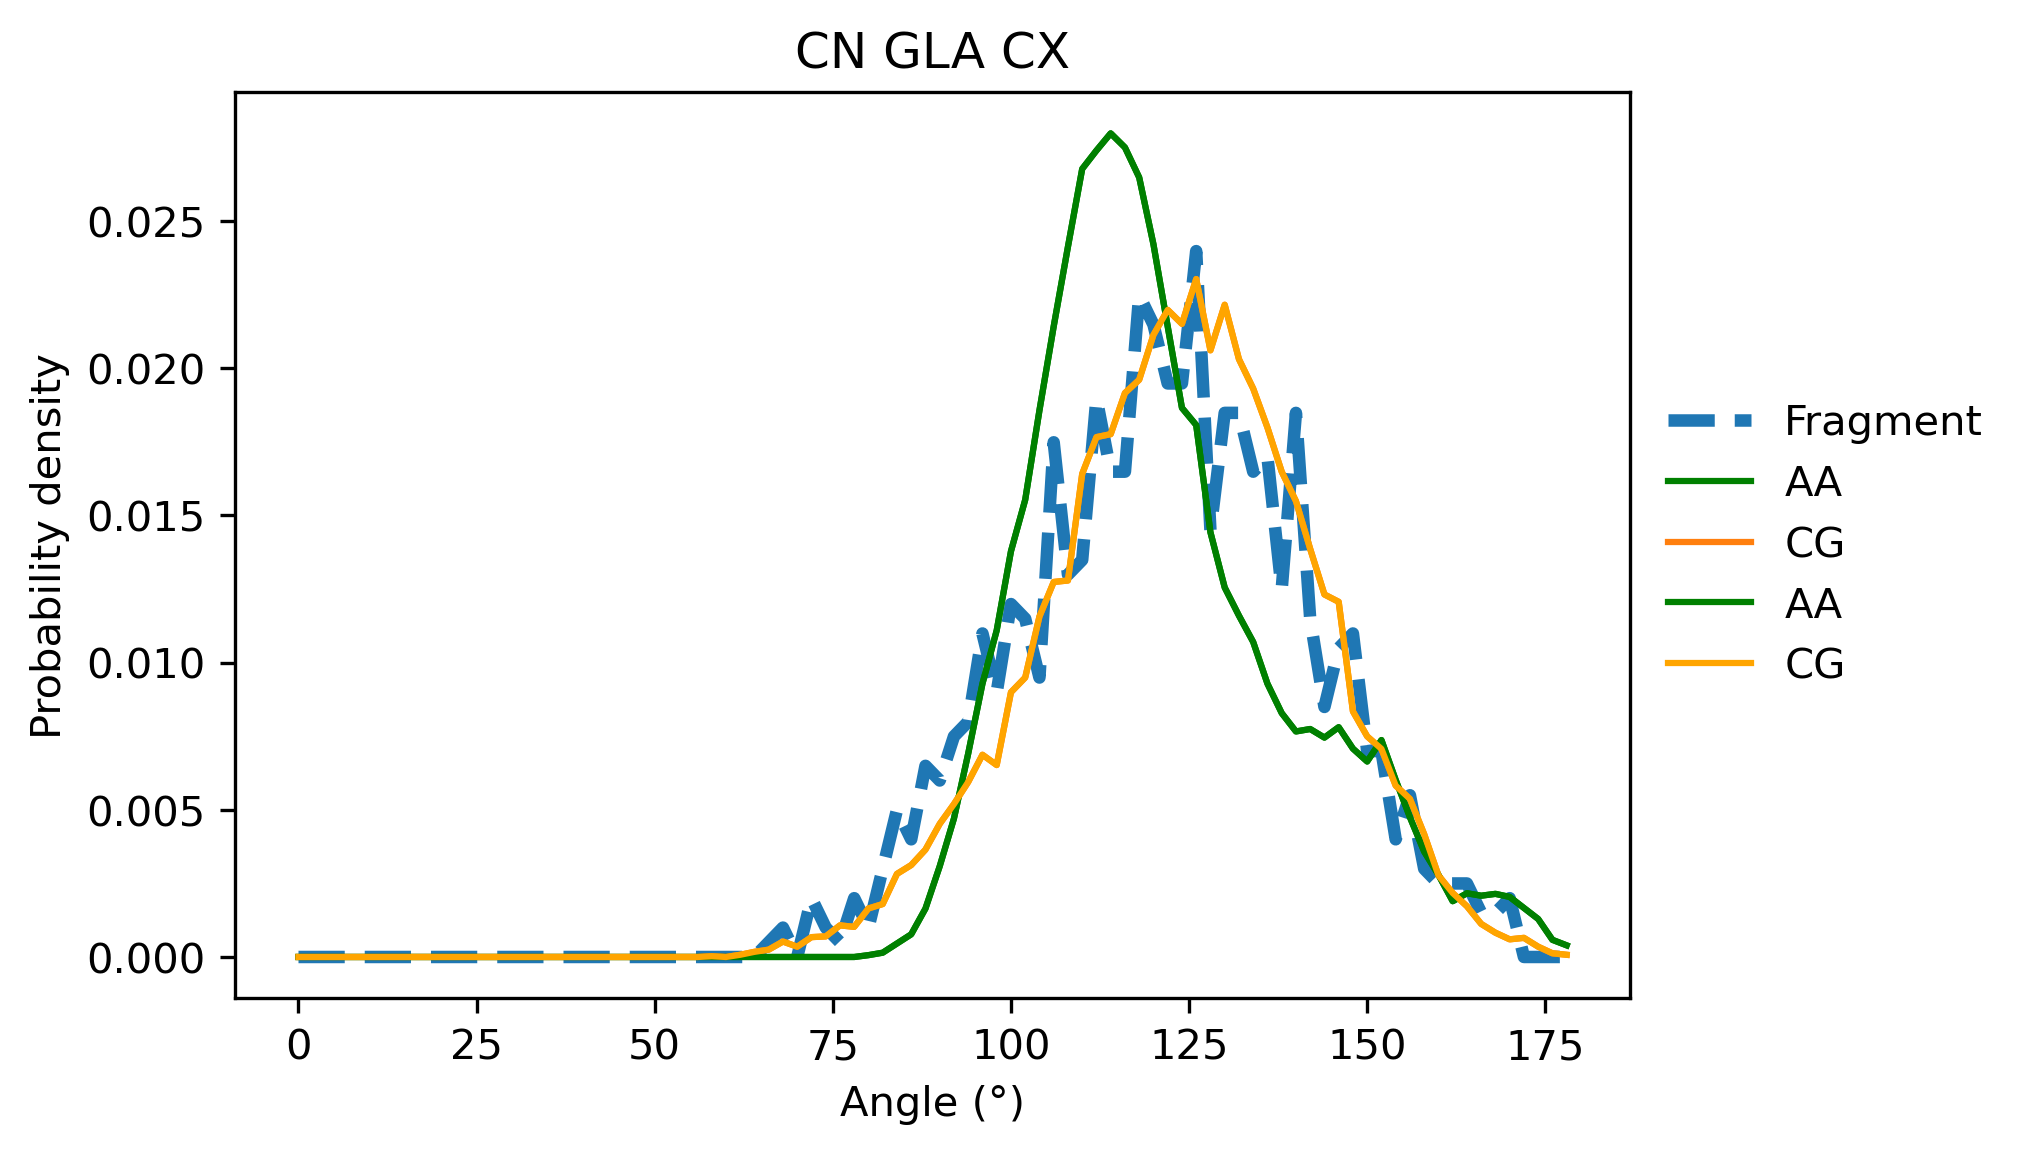 CN GLA CX
Probability density
0.025
0.020
0.015
0.010
0.005
0.000
0 25 50 75 100 125 150 175
Angle (°)
Fragment
AA
CG
AA
CG